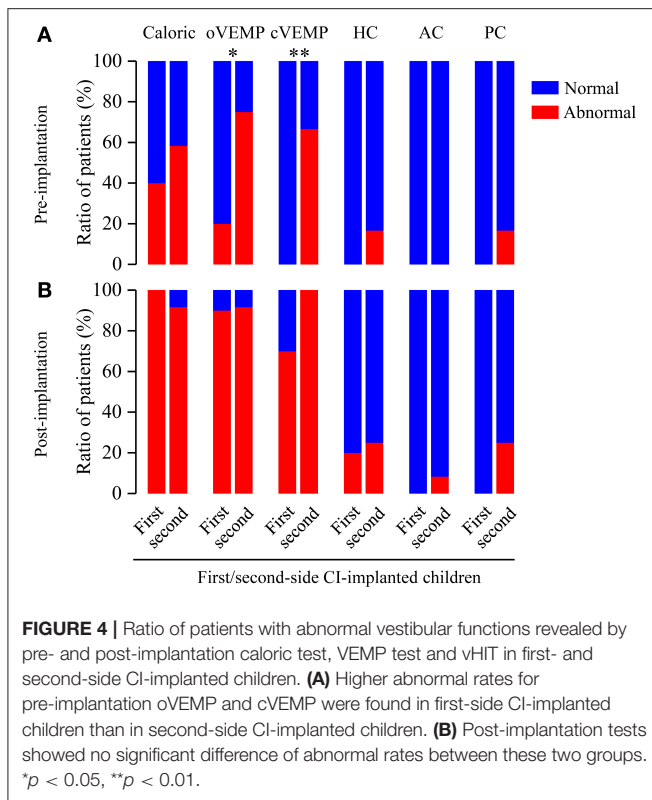 A
Caloric oVEMP cVEMP HC AC PC
* **
Pre-implantation
Ratio of patients (%)
100
80
60
40
20
0
Normal
Abnormal
B
Post-implantation
Ratio of patients (%)
100
80
60
40
20
0
First second First second First second First second First second First second
First/second-side CI-implanted children
FIGURE 4 | Ratio of patients with abnormal vestibular functions revealed by
pre- and post-implantation caloric test, VEMP test and vHIT in first- and
second-side CI-implanted children. (A) Higher abnormal rates for
pre-implantation oVEMP and cVEMP were found in first-side CI-implanted
children than in second-side CI-implanted children. (B) Post-implantation tests
showed no significant difference of abnormal rates between these two groups.
*p < 0.05, **p < 0.01.